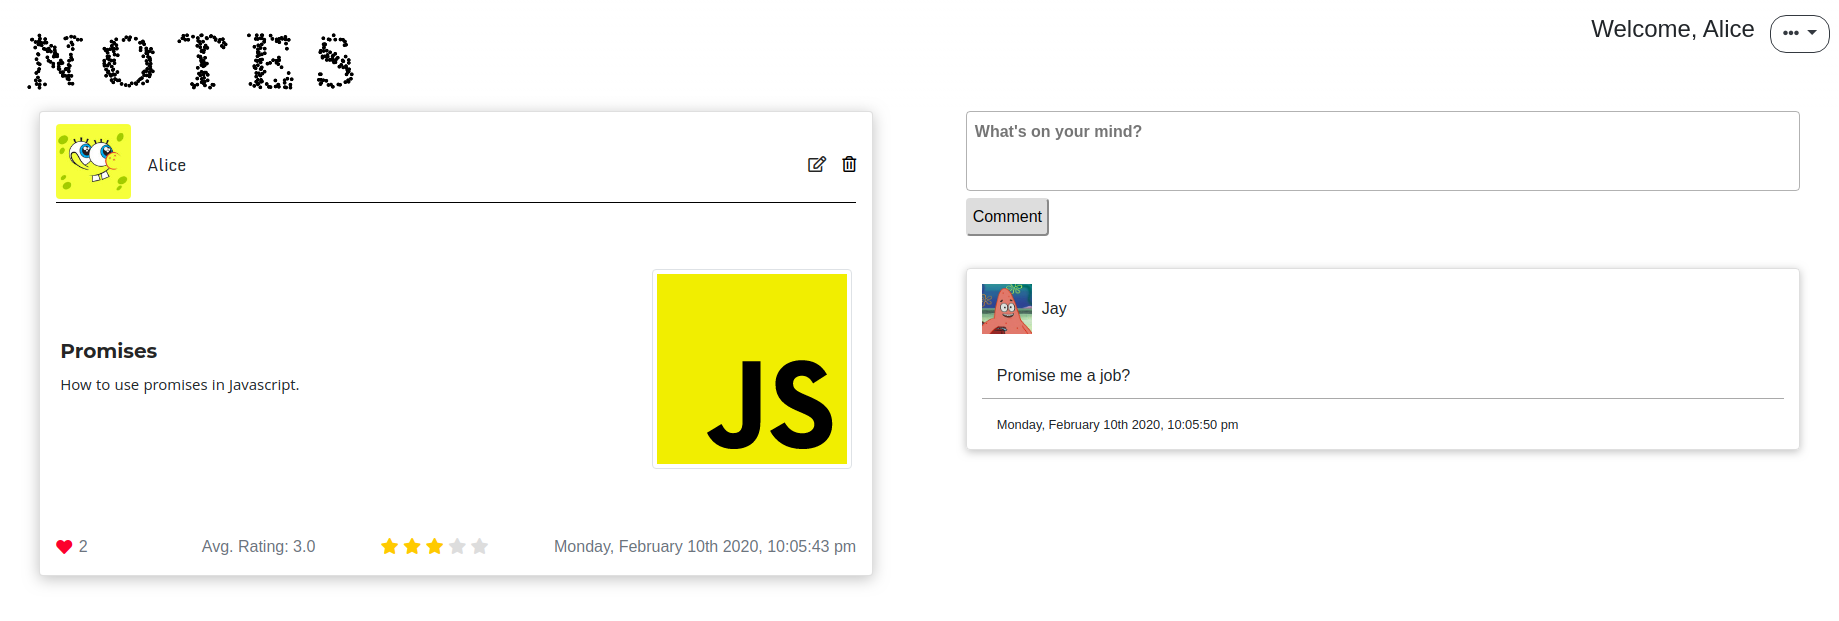 NOTES
Welcome, Alice
Alice
Promises
How to use promises in Javascript.
JS
2
Avg. Rating: 3.0
Monday, February 10th 2020, 10:05:43 pm
What's on your mind?
Comment
Jay
Promise me a job?
Monday, February 10th 2020, 10:05:50 pm